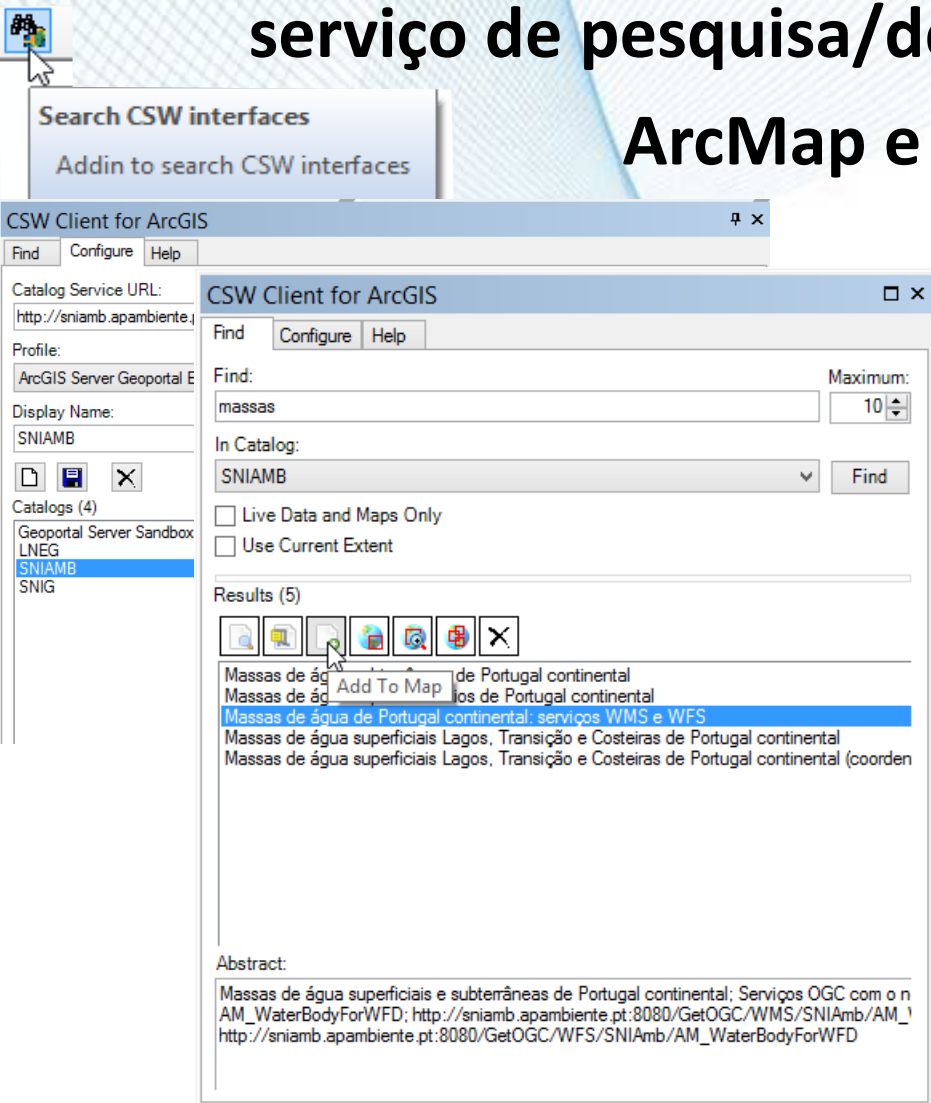 serviço de pesquisa/de
ArcMap e
Search CSW interfaces
Addin to search CSW interfaces
CSW Client for ArcGIS
Find Configure Help
Catalog Service URL:
http://sniamb.apambiente.
Profile:
ArcGIS Server Geoportal E
Display Name:
SNIAMB
Catalogs (4)
Geoportal Server Sandbox
LNEG
SNIAMB
SNIG
CSW Client for ArcGIS
Find Configure Help
Find:
Maximum:
massas
10
In Catalog:
SNIAMB
Find
Live Data and Maps Only
Use Current Extent
Results (5)
Add To Map
Massas de de Portugal continental
Massas de de Portugal continental
Massas de água de Portugal continental: serviços WMS e WFS
Massas de água superficiais Lagos, Transição e Costeiras de Portugal continental
Massas de água superficiais Lagos, Transição e Costeiras de Portugal continental (coorden
Abstract:
Massas de água superficiais e subterrâneas de Portugal continental; Serviços OGC com o n
AM_WaterBodyForWFD; http://sniamb.apambiente.pt:8080/GetOGC/WMS/SNIAmb/AM_
http://sniamb.apambiente.pt:8080/GetOGC/WFS/SNIAmb/AM_WaterBodyForWFD